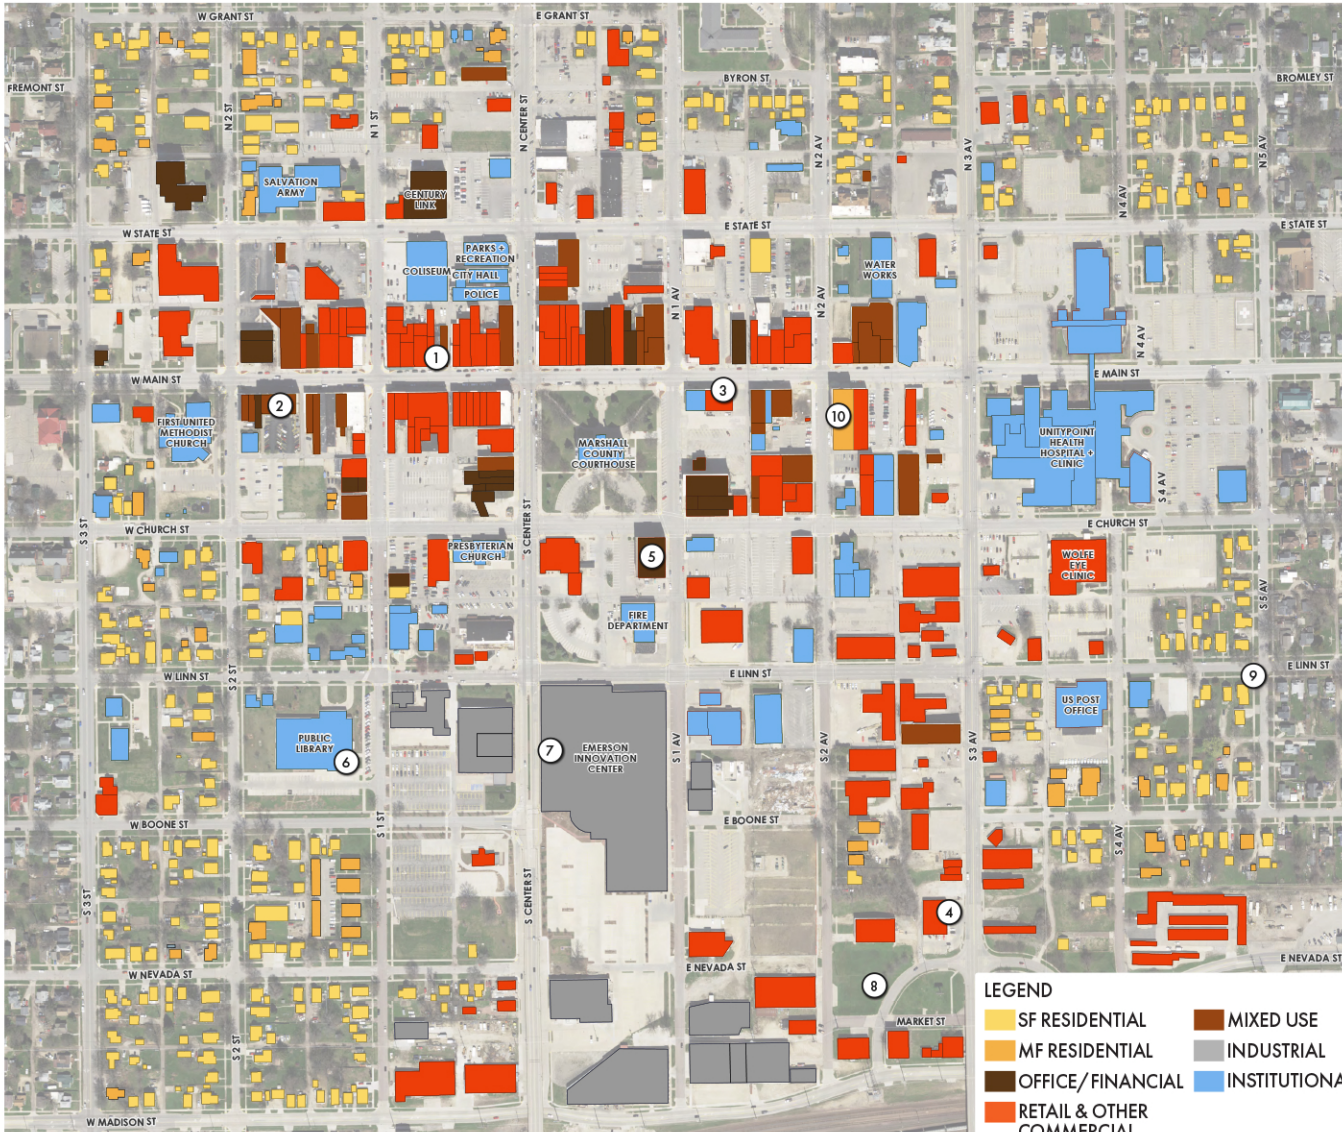 W GRANT ST
E GRANT ST
FREMONT ST
BYRON ST
BROMLEY ST
N 2 ST
N 1 ST
N CENTER ST
N 2 AV
N 3 AV
N 4 AV
N 5 AV
SALVATION
ARMY
CENTURY
LINK
W STATE ST
E STATE ST
E STATE ST
COLISEUM
PARKS +
RECREATION
CITY HALL
POLICE
WATER
WORKS
N 1 AV
N 2 AV
N 4 AV
1
W MAIN ST
E MAIN ST
2
3
10
FIRST UNITED
METHODIST
CHURCH
MARSHALL
COUNTY
COURTHOUSE
UNITYPOINT
HEALTH
HOSPITAL +
CLINIC
S 4 AV
S 3 ST
W CHURCH ST
S CENTER ST
E CHURCH ST
PRESBYTERIAN
CHURCH
5
WOLFE
EYE
CLINIC
S 5 AV
FIRE
DEPARTMENT
W LINN ST
S 2 ST
E LINN ST
E LINN ST
9
US POST
OFFICE
PUBLIC
LIBRARY
6
7
EMERSON
INNOVATION
CENTER
S 1 AV
S 2 AV
S 3 AV
W BOONE ST
S 1 ST
E BOONE ST
S 4 AV
S 3 ST
S CENTER ST
4
W NEVADA ST
E NEVADA ST
E NEVADA ST
8
S 2 ST
MARKET ST
W MADISON ST
LEGEND
SF RESIDENTIAL
MIXED USE
MF RESIDENTIAL
INDUSTRIAL
OFFICE/FINANCIAL
INSTITUTIONA
RETAIL & OTHER
COMMERCIAL